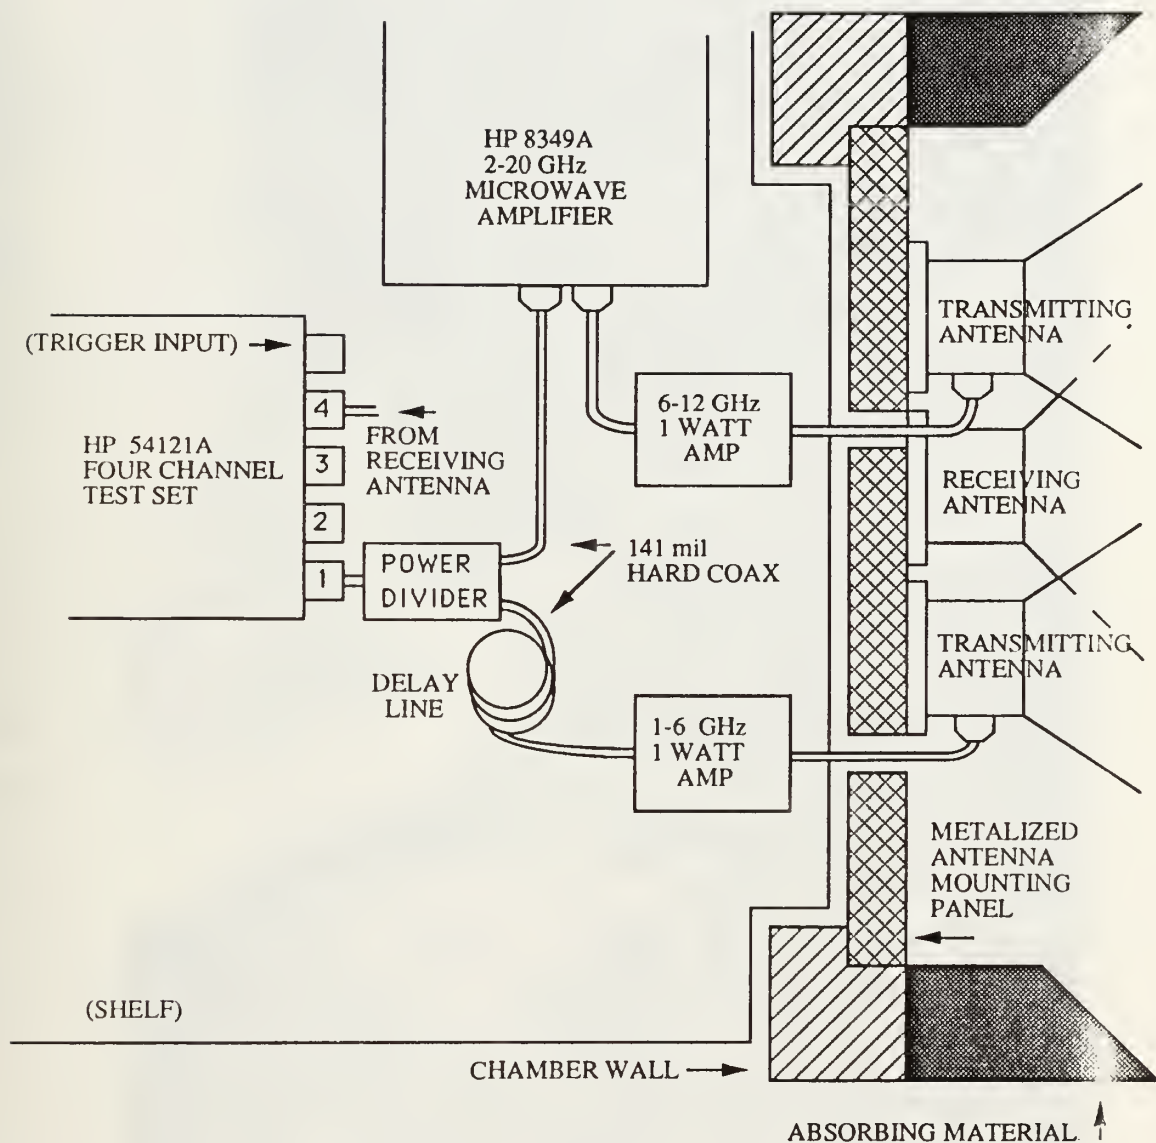 HP 8349A
2-20 GHz
MICROWAVE
AMPLIFIER
(TRIGGER INPUT)
TRANSMITTING
ANTENNA
4
6-12 GHz
1 WATT
AMP
FROM
RECEIVING
ANTENNA
HP 54121A
FOUR CHANNEL
TEST SET
3
RECEIVING
ANTENNA
2
1
POWER
DIVIDER
141 mil
HARD COAX
TRANSMITTING
ANTENNA
DELAY
LINE
1-6 GHz
1 WATT
AMP
METALIZED
ANTENNA
MOUNTING
PANEL
(SHELF)
CHAMBER WALL
ABSORBING MATERIAL